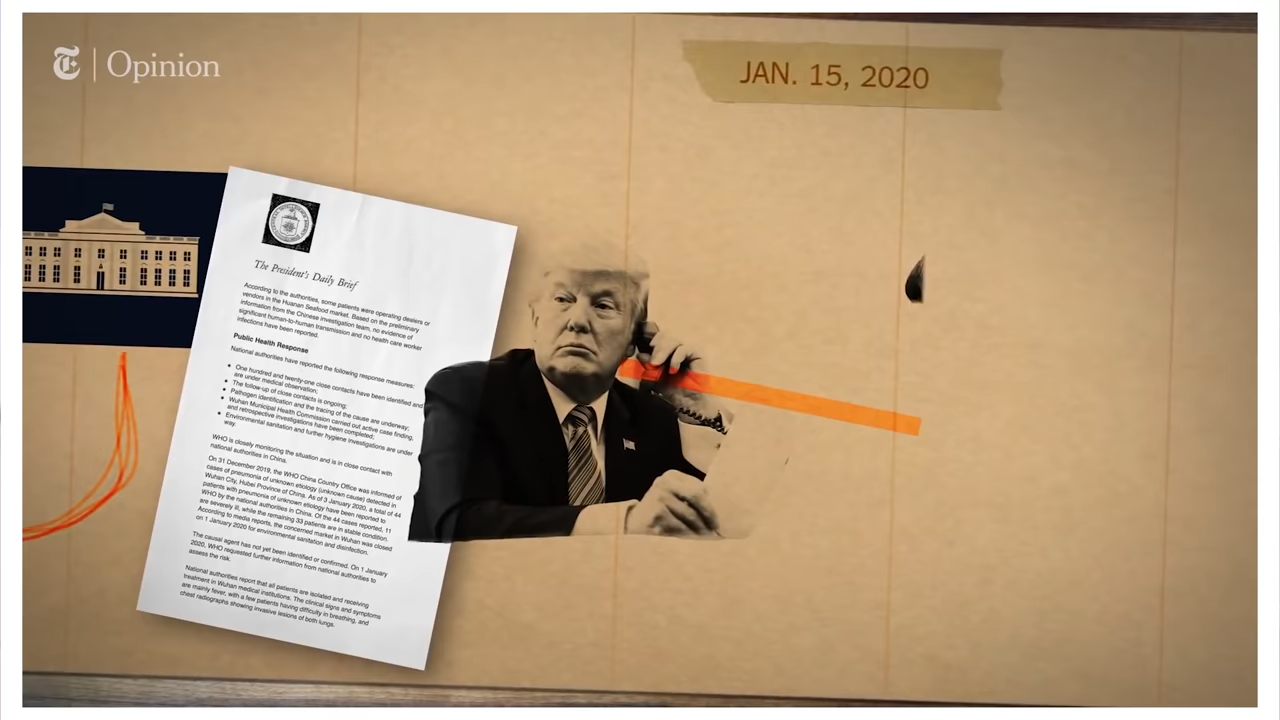 Opinion
JAN. 15, 2020
The President's Daily Brief
According to the authorities, some patients were operating dealers or
vendors in the Huanan Seafood market. Based on the preliminary
information from the Chinese investigation team, no evidence of
significant human-to-human transmission and no health care worker
infections have been reported.
Public Health Response
National authorities have reported the following response measures:
• One hundred and twenty-one close contacts have been identified and
are under medical observation;
• The follow-up of close contacts is ongoing;
• Pathogen identification and the tracing of the cause are underway;
• Wuhan Municipal Health Commission carried out active case finding,
and retrospective investigations have been completed;
• Environmental sanitation and further hygiene investigations are under
way.
WHO is closely monitoring the situation and is in close contact with
national authorities in China.
On 31 December 2019, the WHO China Country Office was informed of
cases of pneumonia of unknown etiology (unknown cause) detected in
Wuhan City, Hubei Province of China. As of 3 January 2020, a total of 44
patients with pneumonia of unknown etiology have been reported to
WHO by the national authorities in China. Of the 44 cases reported, 11
are severely ill, while the remaining 33 patients are in stable condition.
According to media reports, the concerned market in Wuhan was closed
on 1 January 2020 for environmental sanitation and disinfection.
The causal agent has not yet been identified or confirmed. On 1 January
2020, WHO requested further information from national authorities to
assess the risk.
National authorities report that all patients are isolated and receiving
treatment in Wuhan medical institutions. The clinical signs and symptoms
are mainly fever, with a few patients having difficulty in breathing, and
chest radiographs showing invasive lesions of both lungs.